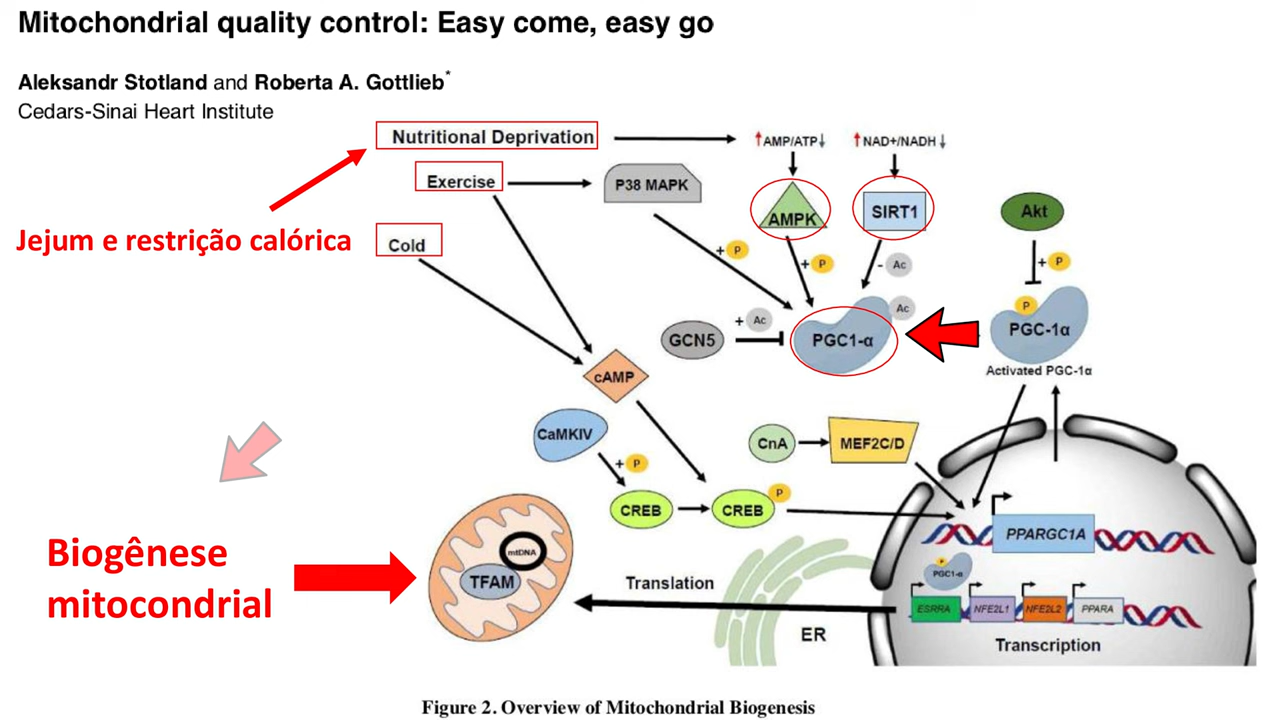 Mitochondrial quality control: Easy come, easy go
Aleksandr Stotland and Roberta A. Gottlieb*
Cedars-Sinai Heart Institute
Nutritional Deprivation
↑AMP/ATP↓
↑NAD+/NADH↓
Exercise
P38 MAPK
AMPK
SIRT1
Akt
Jejum e restrição calórica
Cold
+ P
+ P
- Ac
+ P
GCN5
+ Ac
PGC1-α
Ac
P
PGC-1α
Activated PGC-1α
cAMP
CaMKIV
+ P
CnA
MEF2C/D
CREB
CREB
P
PPARGC1A
Biogênese
mitocondrial
mtDNA
TFAM
Translation
ER
+
PGC1-α
ESRRA
NFE2L1
NFE2L2
PPARA
Transcription
Figure 2. Overview of Mitochondrial Biogenesis